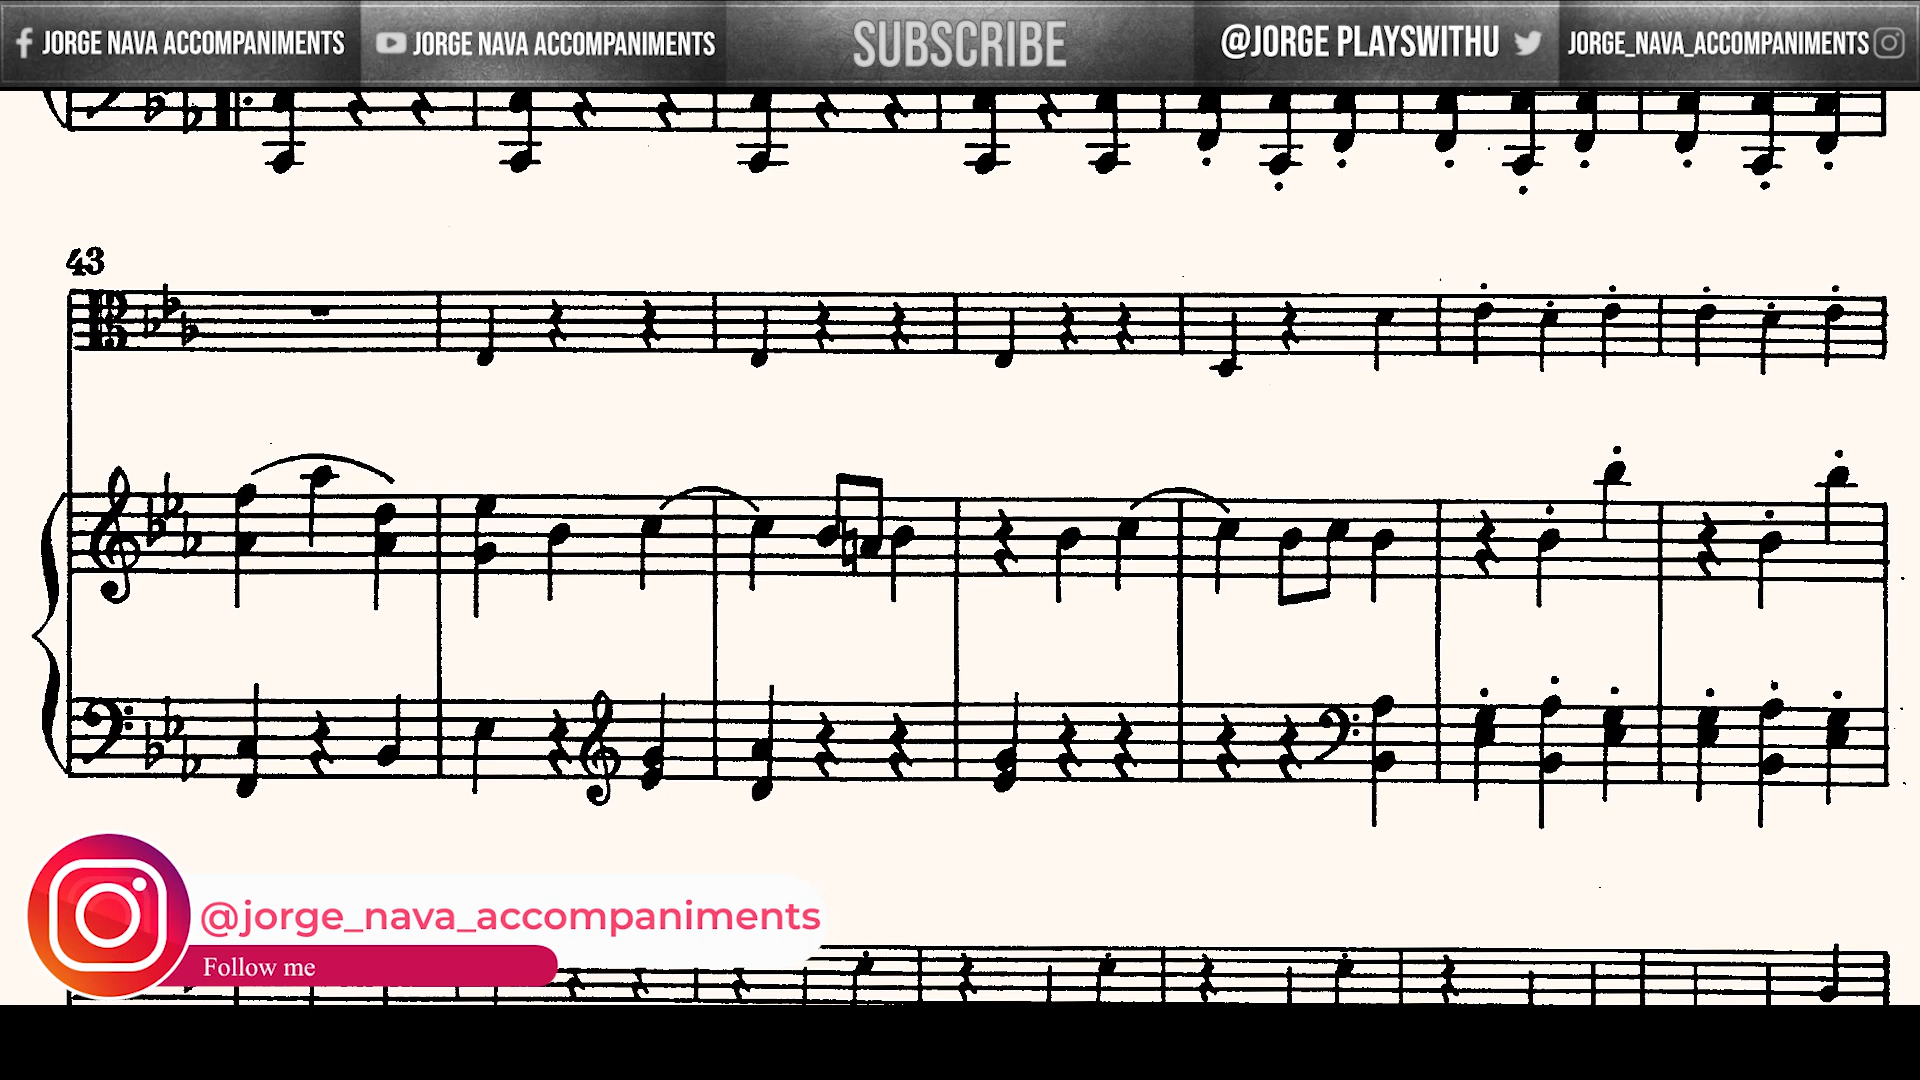 JORGE NAVA ACCOMPANIMENTS
JORGE NAVA ACCOMPANIMENTS
SUBSCRIBE
@JORGE PLAYSWITHU
JORGE_NAVA_ACCOMPANIMENTS
43
@jorge_nava_accompaniments
Follow me